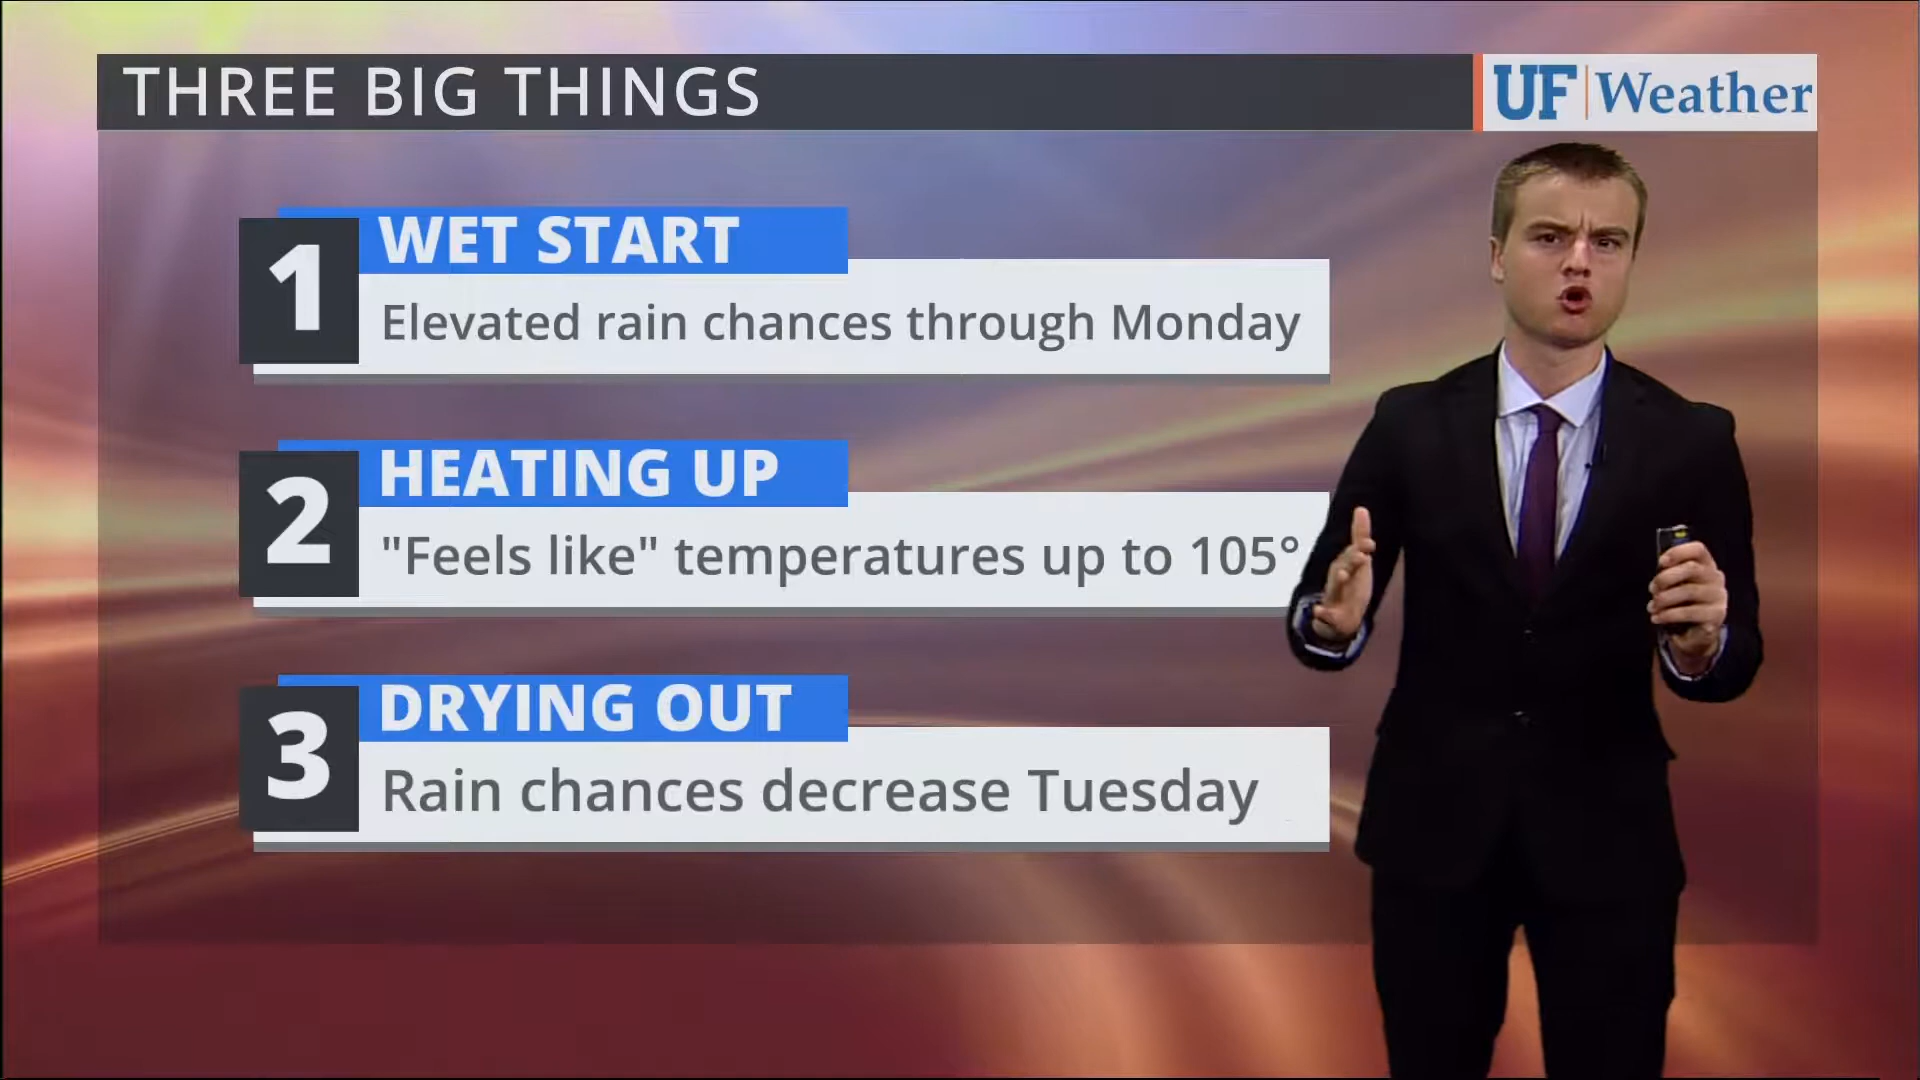 THREE BIG THINGS
UF Weather
1
WET START
Elevated rain chances through Monday
2
HEATING UP
"Feels like" temperatures up to 105°
3
DRYING OUT
Rain chances decrease Tuesday